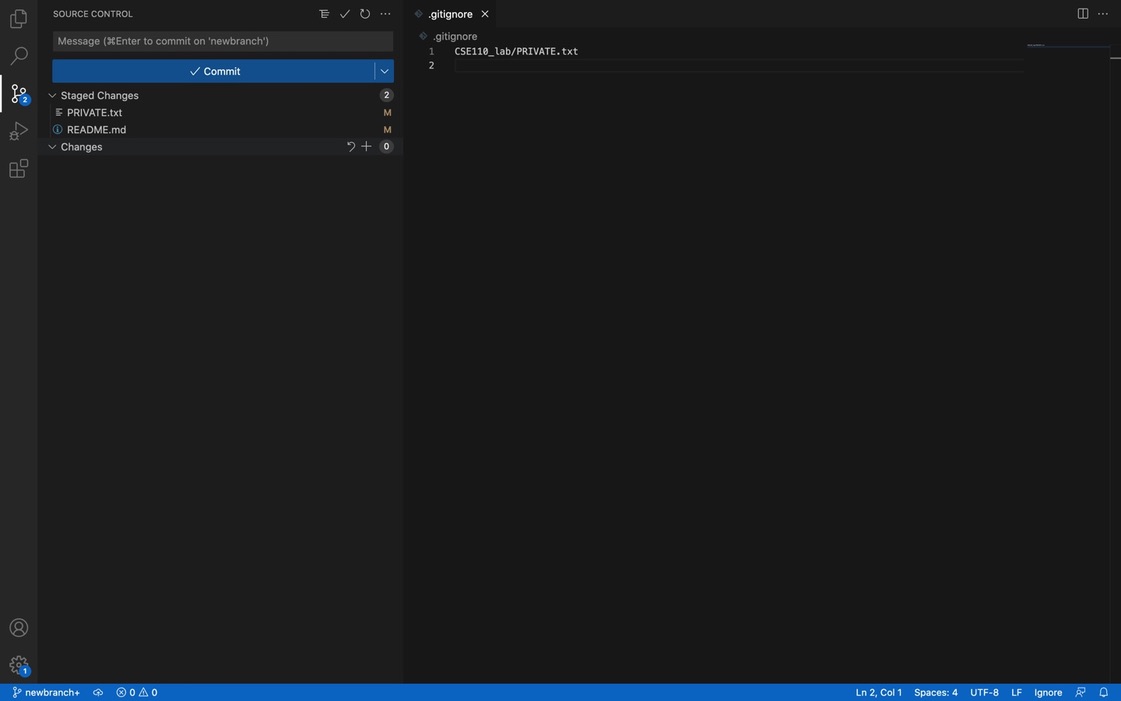 SOURCE CONTROL
Message (⌘Enter to commit on 'newbranch')
Commit
Staged Changes 2
PRIVATE.txt M
README.md M
Changes 0
2
1
.gitignore
.gitignore
1 CSE110_lab/PRIVATE.txt
2
newbranch+ 0 0 Ln 2, Col 1 Spaces: 4 UTF-8 LF Ignore